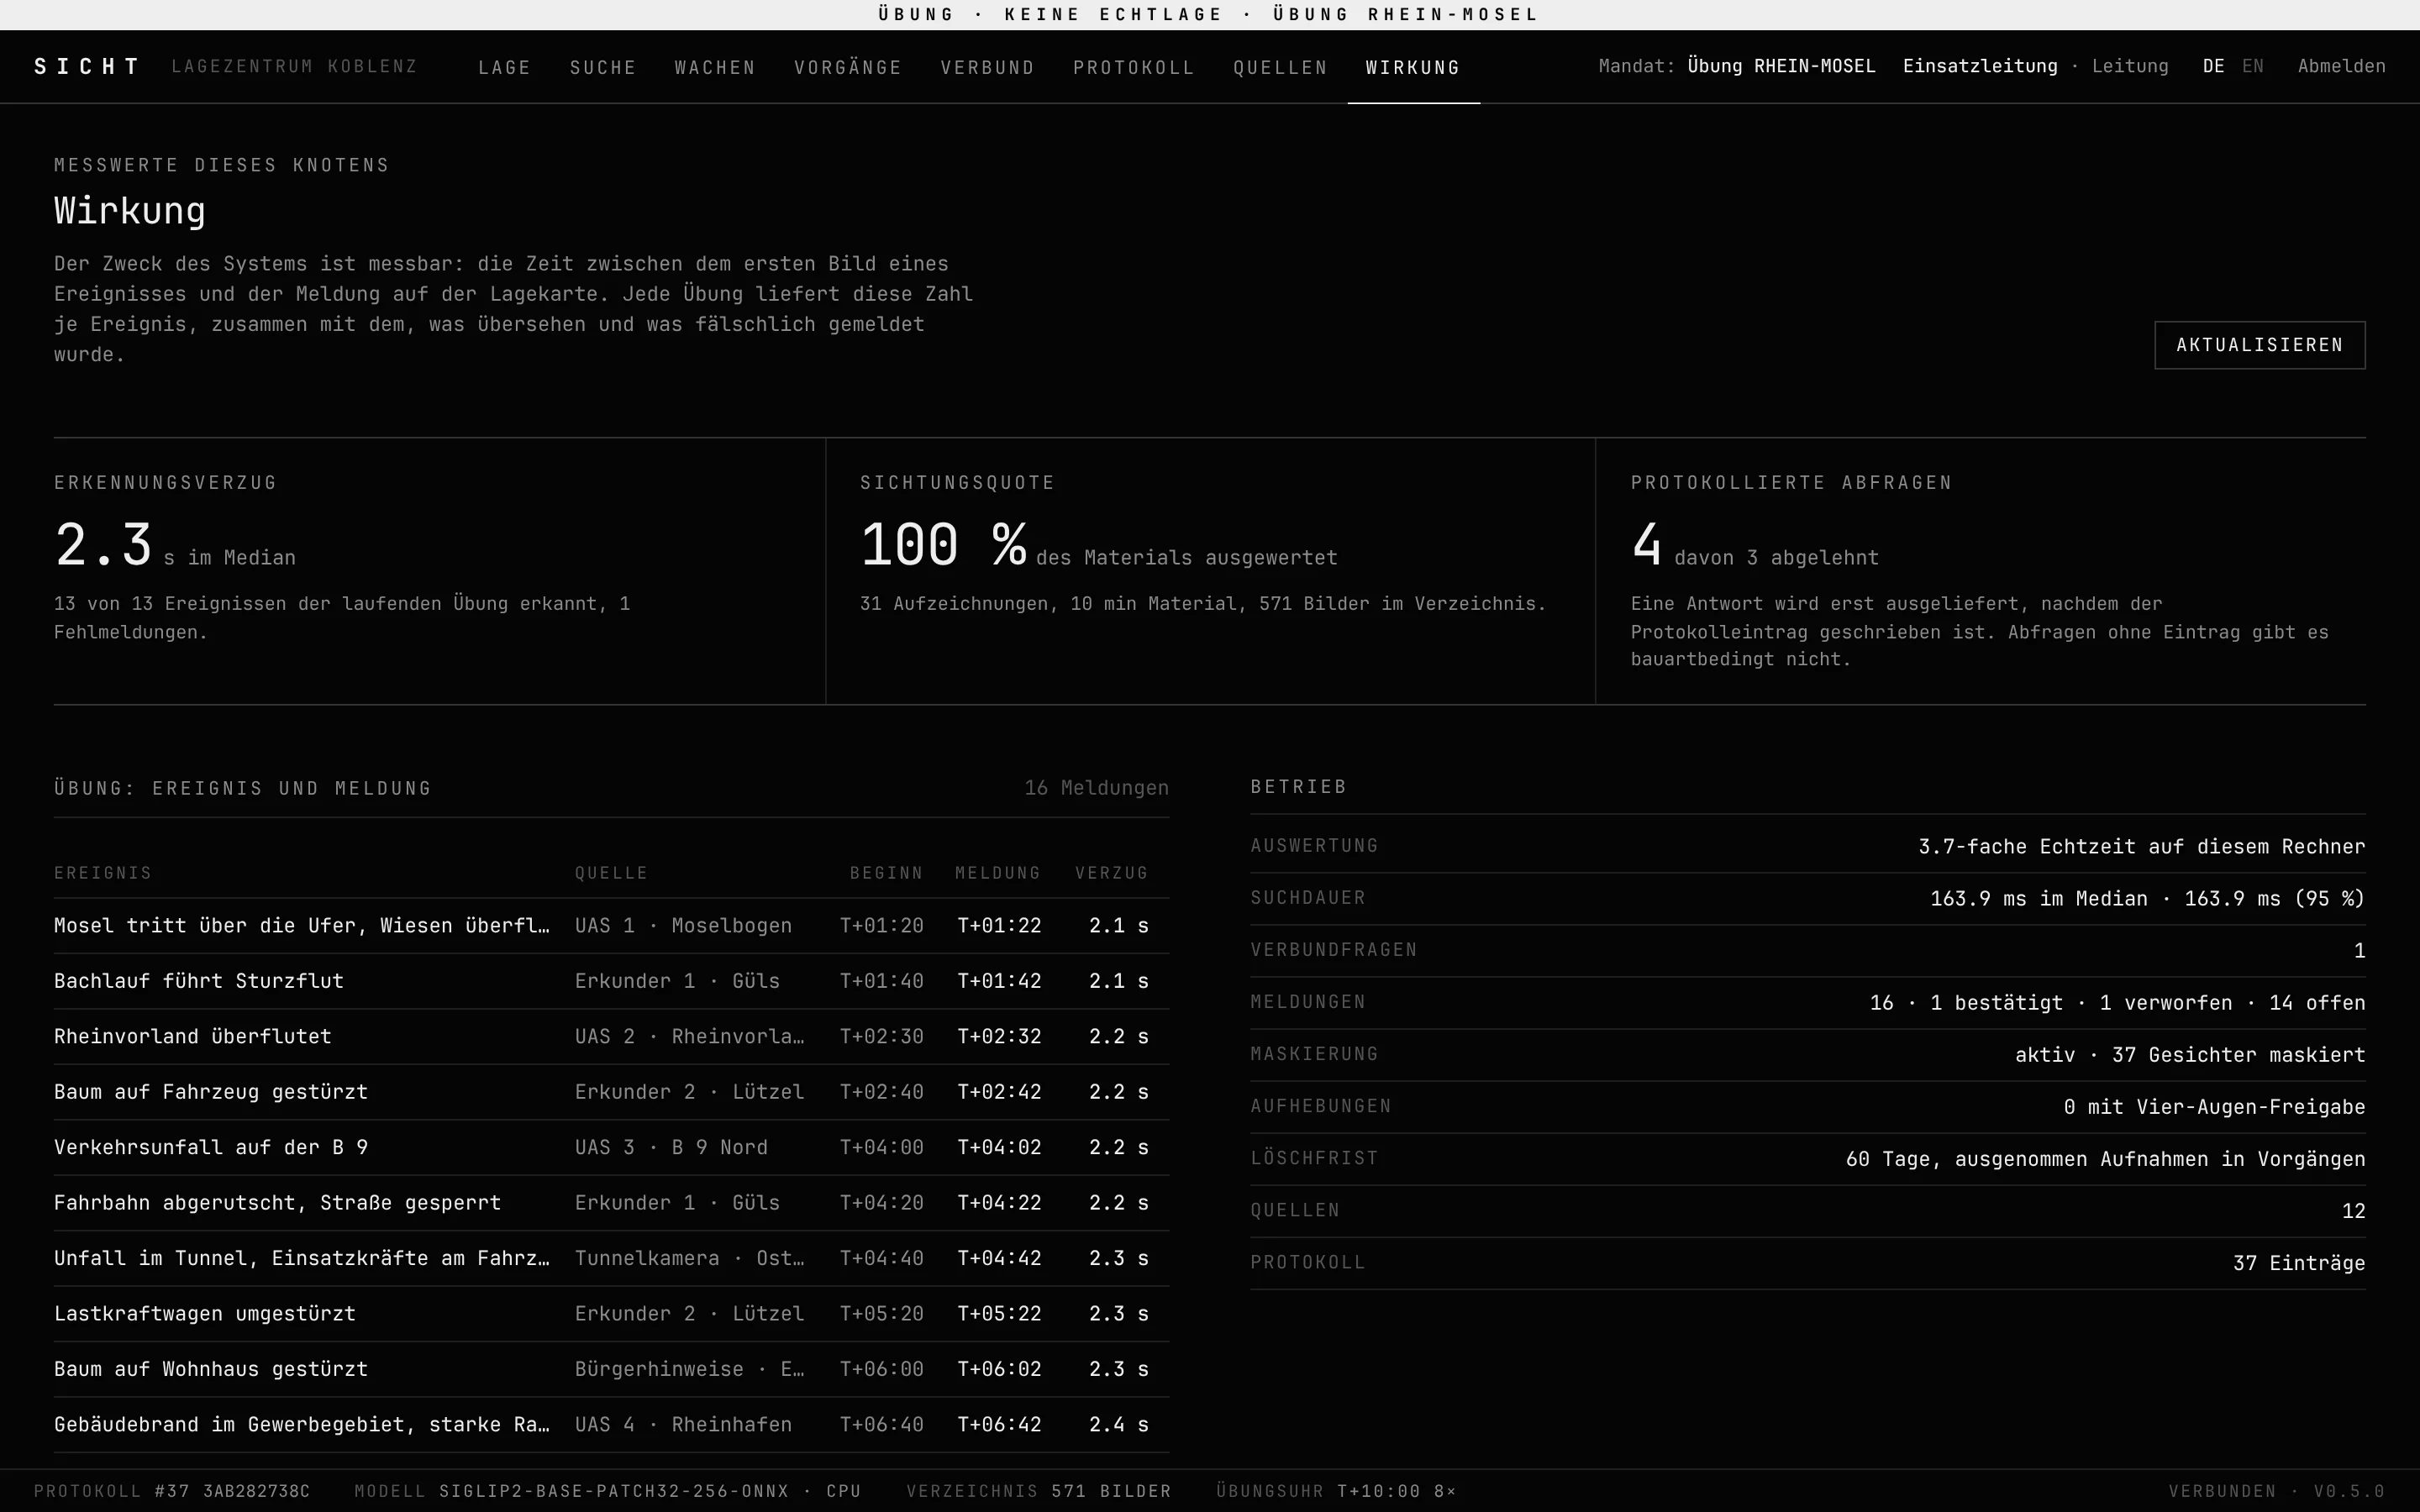 ÜBUNG · KEINE ECHTLAGE · ÜBUNG RHEIN-MOSEL
SICHT LAGEZENTRUM KOBLENZ LAGE SUCHE WACHEN VORGÄNGE VERBUND PROTOKOLL QUELLEN WIRKUNG Mandat: Übung RHEIN-MOSEL Einsatzleitung · Leitung DE EN Abmelden
MESSWERTE DIESES KNOTENS
Wirkung
Der Zweck des Systems ist messbar: die Zeit zwischen dem ersten Bild eines
Ereignisses und der Meldung auf der Lagekarte. Jede Übung liefert diese Zahl
je Ereignis, zusammen mit dem, was übersehen und was fälschlich gemeldet
wurde.
AKTUALISIEREN
ERKENNUNGSVERZUG
2.3 s im Median
13 von 13 Ereignissen der laufenden Übung erkannt, 1
Fehlmeldungen.
SICHTUNGSQUOTE
100 % des Materials ausgewertet
31 Aufzeichnungen, 10 min Material, 571 Bilder im Verzeichnis.
PROTOKOLLIERTE ABFRAGEN
4 davon 3 abgelehnt
Eine Antwort wird erst ausgeliefert, nachdem der
Protokolleintrag geschrieben ist. Abfragen ohne Eintrag gibt es
bauartbedingt nicht.
ÜBUNG: EREIGNIS UND MELDUNG 16 Meldungen
EREIGNIS QUELLE BEGINN MELDUNG VERZUG
Mosel tritt über die Ufer, Wiesen überfl… UAS 1 · Moselbogen T+01:20 T+01:22 2.1 s
Bachlauf führt Sturzflut Erkunder 1 · Güls T+01:40 T+01:42 2.1 s
Rheinvorland überflutet UAS 2 · Rheinvorla… T+02:30 T+02:32 2.2 s
Baum auf Fahrzeug gestürzt Erkunder 2 · Lützel T+02:40 T+02:42 2.2 s
Verkehrsunfall auf der B 9 UAS 3 · B 9 Nord T+04:00 T+04:02 2.2 s
Fahrbahn abgerutscht, Straße gesperrt Erkunder 1 · Güls T+04:20 T+04:22 2.2 s
Unfall im Tunnel, Einsatzkräfte am Fahrz… Tunnelkamera · Ost… T+04:40 T+04:42 2.3 s
Lastkraftwagen umgestürzt Erkunder 2 · Lützel T+05:20 T+05:22 2.3 s
Baum auf Wohnhaus gestürzt Bürgerhinweise · E… T+06:00 T+06:02 2.3 s
Gebäudebrand im Gewerbegebiet, starke Ra… UAS 4 · Rheinhafen T+06:40 T+06:42 2.4 s
BETRIEB
AUSWERTUNG 3.7-fache Echtzeit auf diesem Rechner
SUCHDAUER 163.9 ms im Median · 163.9 ms (95 %)
VERBUNDFRAGEN 1
MELDUNGEN 16 · 1 bestätigt · 1 verworfen · 14 offen
MASKIERUNG aktiv · 37 Gesichter maskiert
AUFHEBUNGEN 0 mit Vier-Augen-Freigabe
LÖSCHFRIST 60 Tage, ausgenommen Aufnahmen in Vorgängen
QUELLEN 12
PROTOKOLL 37 Einträge
PROTOKOLL #37 3AB282738C MODELL SIGLIP2-BASE-PATCH32-256-ONNX · CPU VERZEICHNIS 571 BILDER ÜBUNGSUHR T+10:00 8× VERBUNDEN · V0.5.0